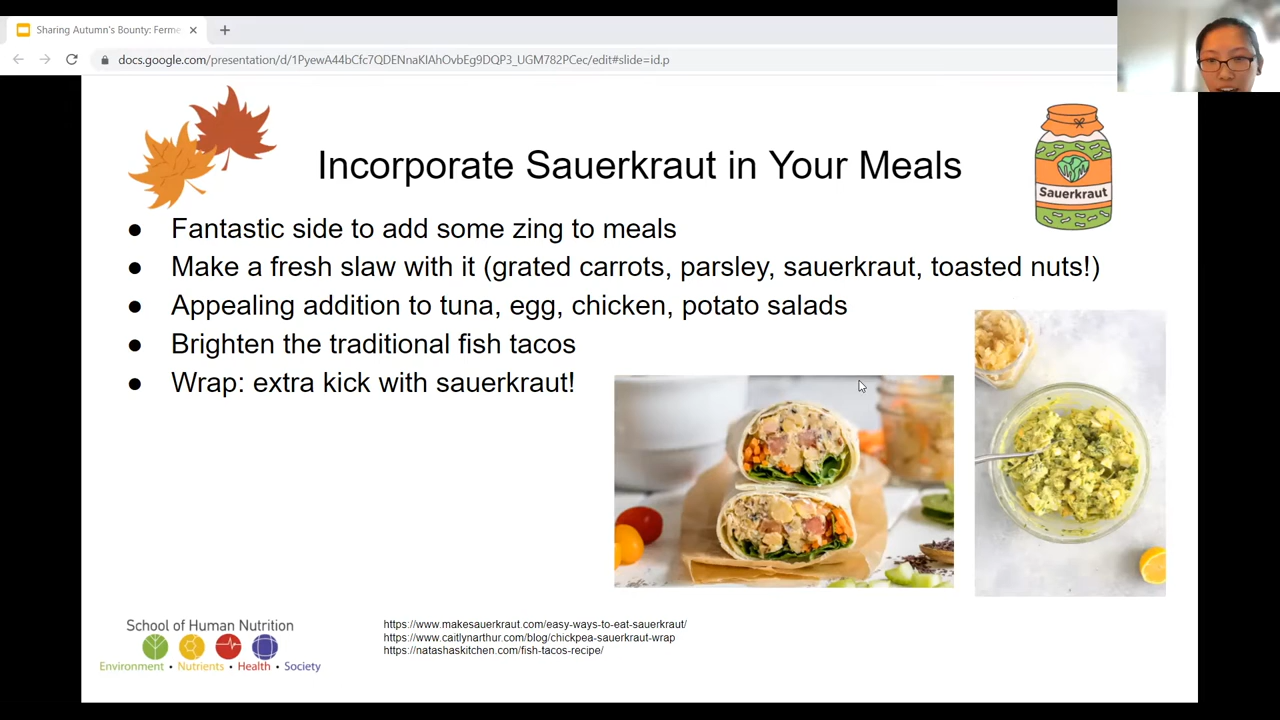 Sharing Autumn's Bounty: Ferme
docs.google.com/presentation/d/1PyewA44bCfc7QDENnaKlAhOvbEg9DQP3_UGM782PCec/edit#slide=id.p
Incorporate Sauerkraut in Your Meals
Sauerkraut
● Fantastic side to add some zing to meals
● Make a fresh slaw with it (grated carrots, parsley, sauerkraut, toasted nuts!)
● Appealing addition to tuna, egg, chicken, potato salads
● Brighten the traditional fish tacos
● Wrap: extra kick with sauerkraut!
School of Human Nutrition
Environment • Nutrients • Health • Society
https://www.makesauerkraut.com/easy-ways-to-eat-sauerkraut/
https://www.caitlynarthur.com/blog/chickpea-sauerkraut-wrap
https://natashaskitchen.com/fish-tacos-recipe/